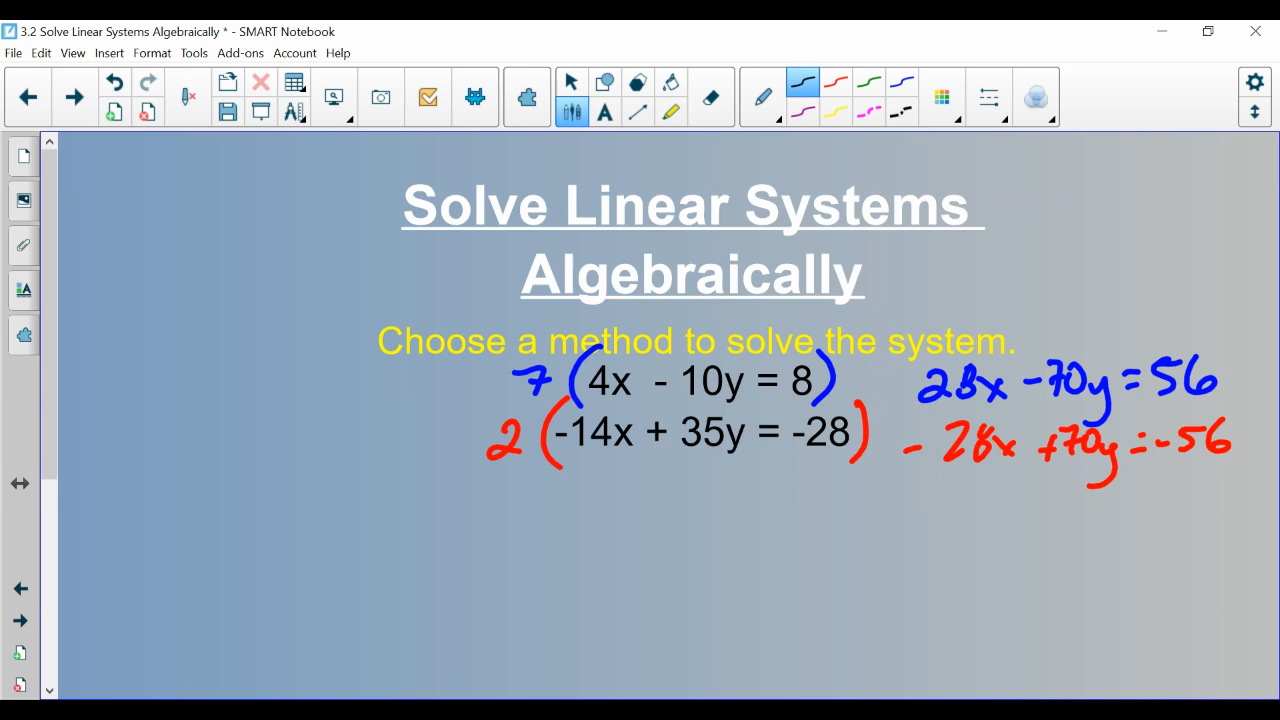 3.2 Solve Linear Systems Algebraically * - SMART Notebook
File Edit View Insert Format Tools Add-ons Account Help
Solve Linear Systems
Algebraically
Choose a method to solve the system.
7 (4x - 10y = 8) 28x - 70y = 56
2 (-14x + 35y = -28) - 28x + 70y = -56